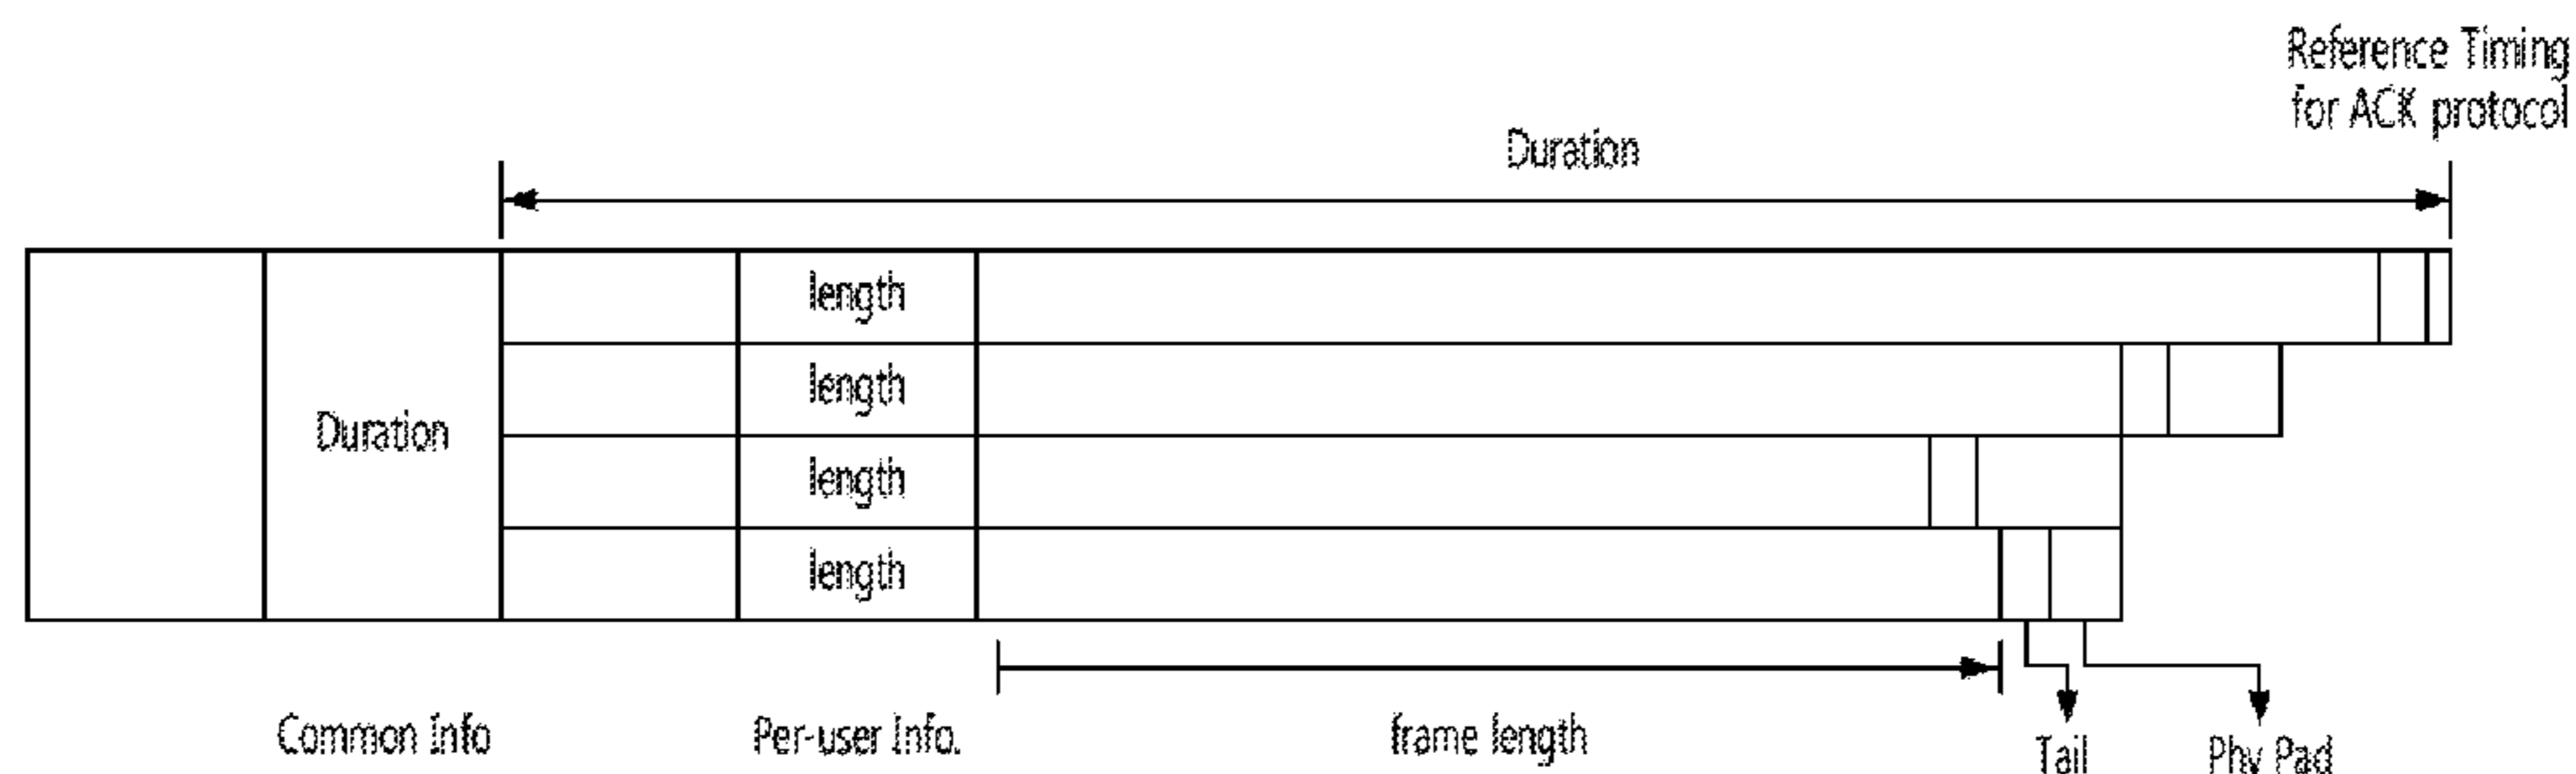 Reference Timing
for ACK protocol
Duration
length
length
Duration
length
length
Common Info
Per-user Info.
frame length
Tail
Phy Pad